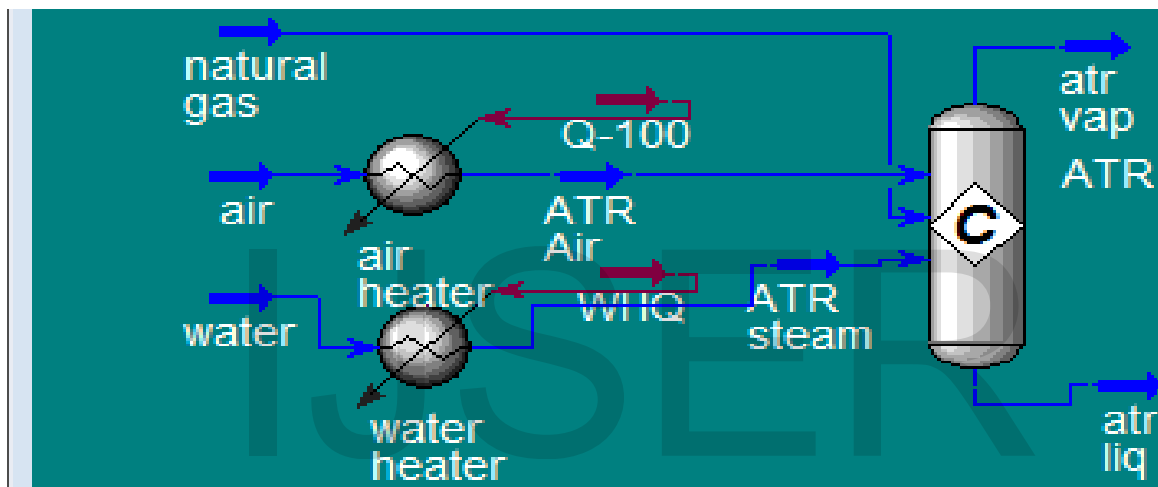 natural
gas
Q-100
air
ATR
Air
air
heater
WHQ
water
ATR
steam
water
heater
atr
vap
ATR
C
atr
liq
IJSER